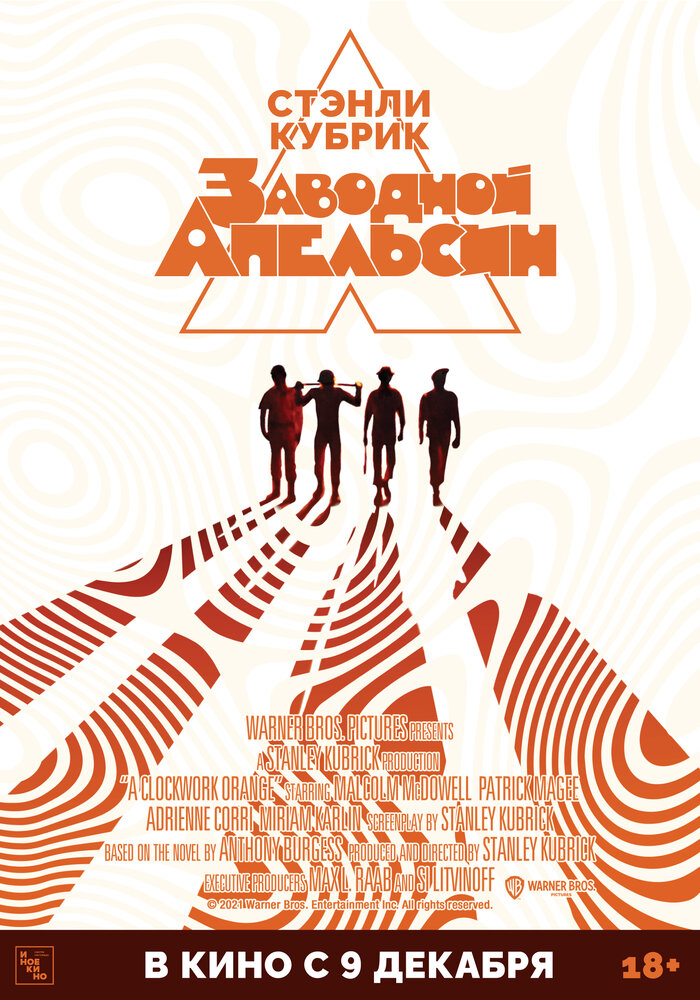 СТЭНЛИ
КУБРИК
ЗАВОДНОЙ
АПЕЛЬСИН
WARNER BROS. PICTURES PRESENTS
A STANLEY KUBRICK PRODUCTION
"A CLOCKWORK ORANGE" STARRING MALCOLM McDOWELL PATRICK MAGEE
ADRIENNE CORRI, MIRIAM KARLIN SCREENPLAY BY STANLEY KUBRICK
BASED ON THE NOVEL BY ANTHONY BURGESS PRODUCED AND DIRECTED BY STANLEY KUBRICK
EXECUTIVE PRODUCERS MAX L. RAAB AND SI LITVINOFF WB WARNER BROS.
PICTURES
© 2021 Warner Bros. Entertainment Inc. All rights reserved.
ИНОЕ КИНО
В КИНО С 9 ДЕКАБРЯ 18+